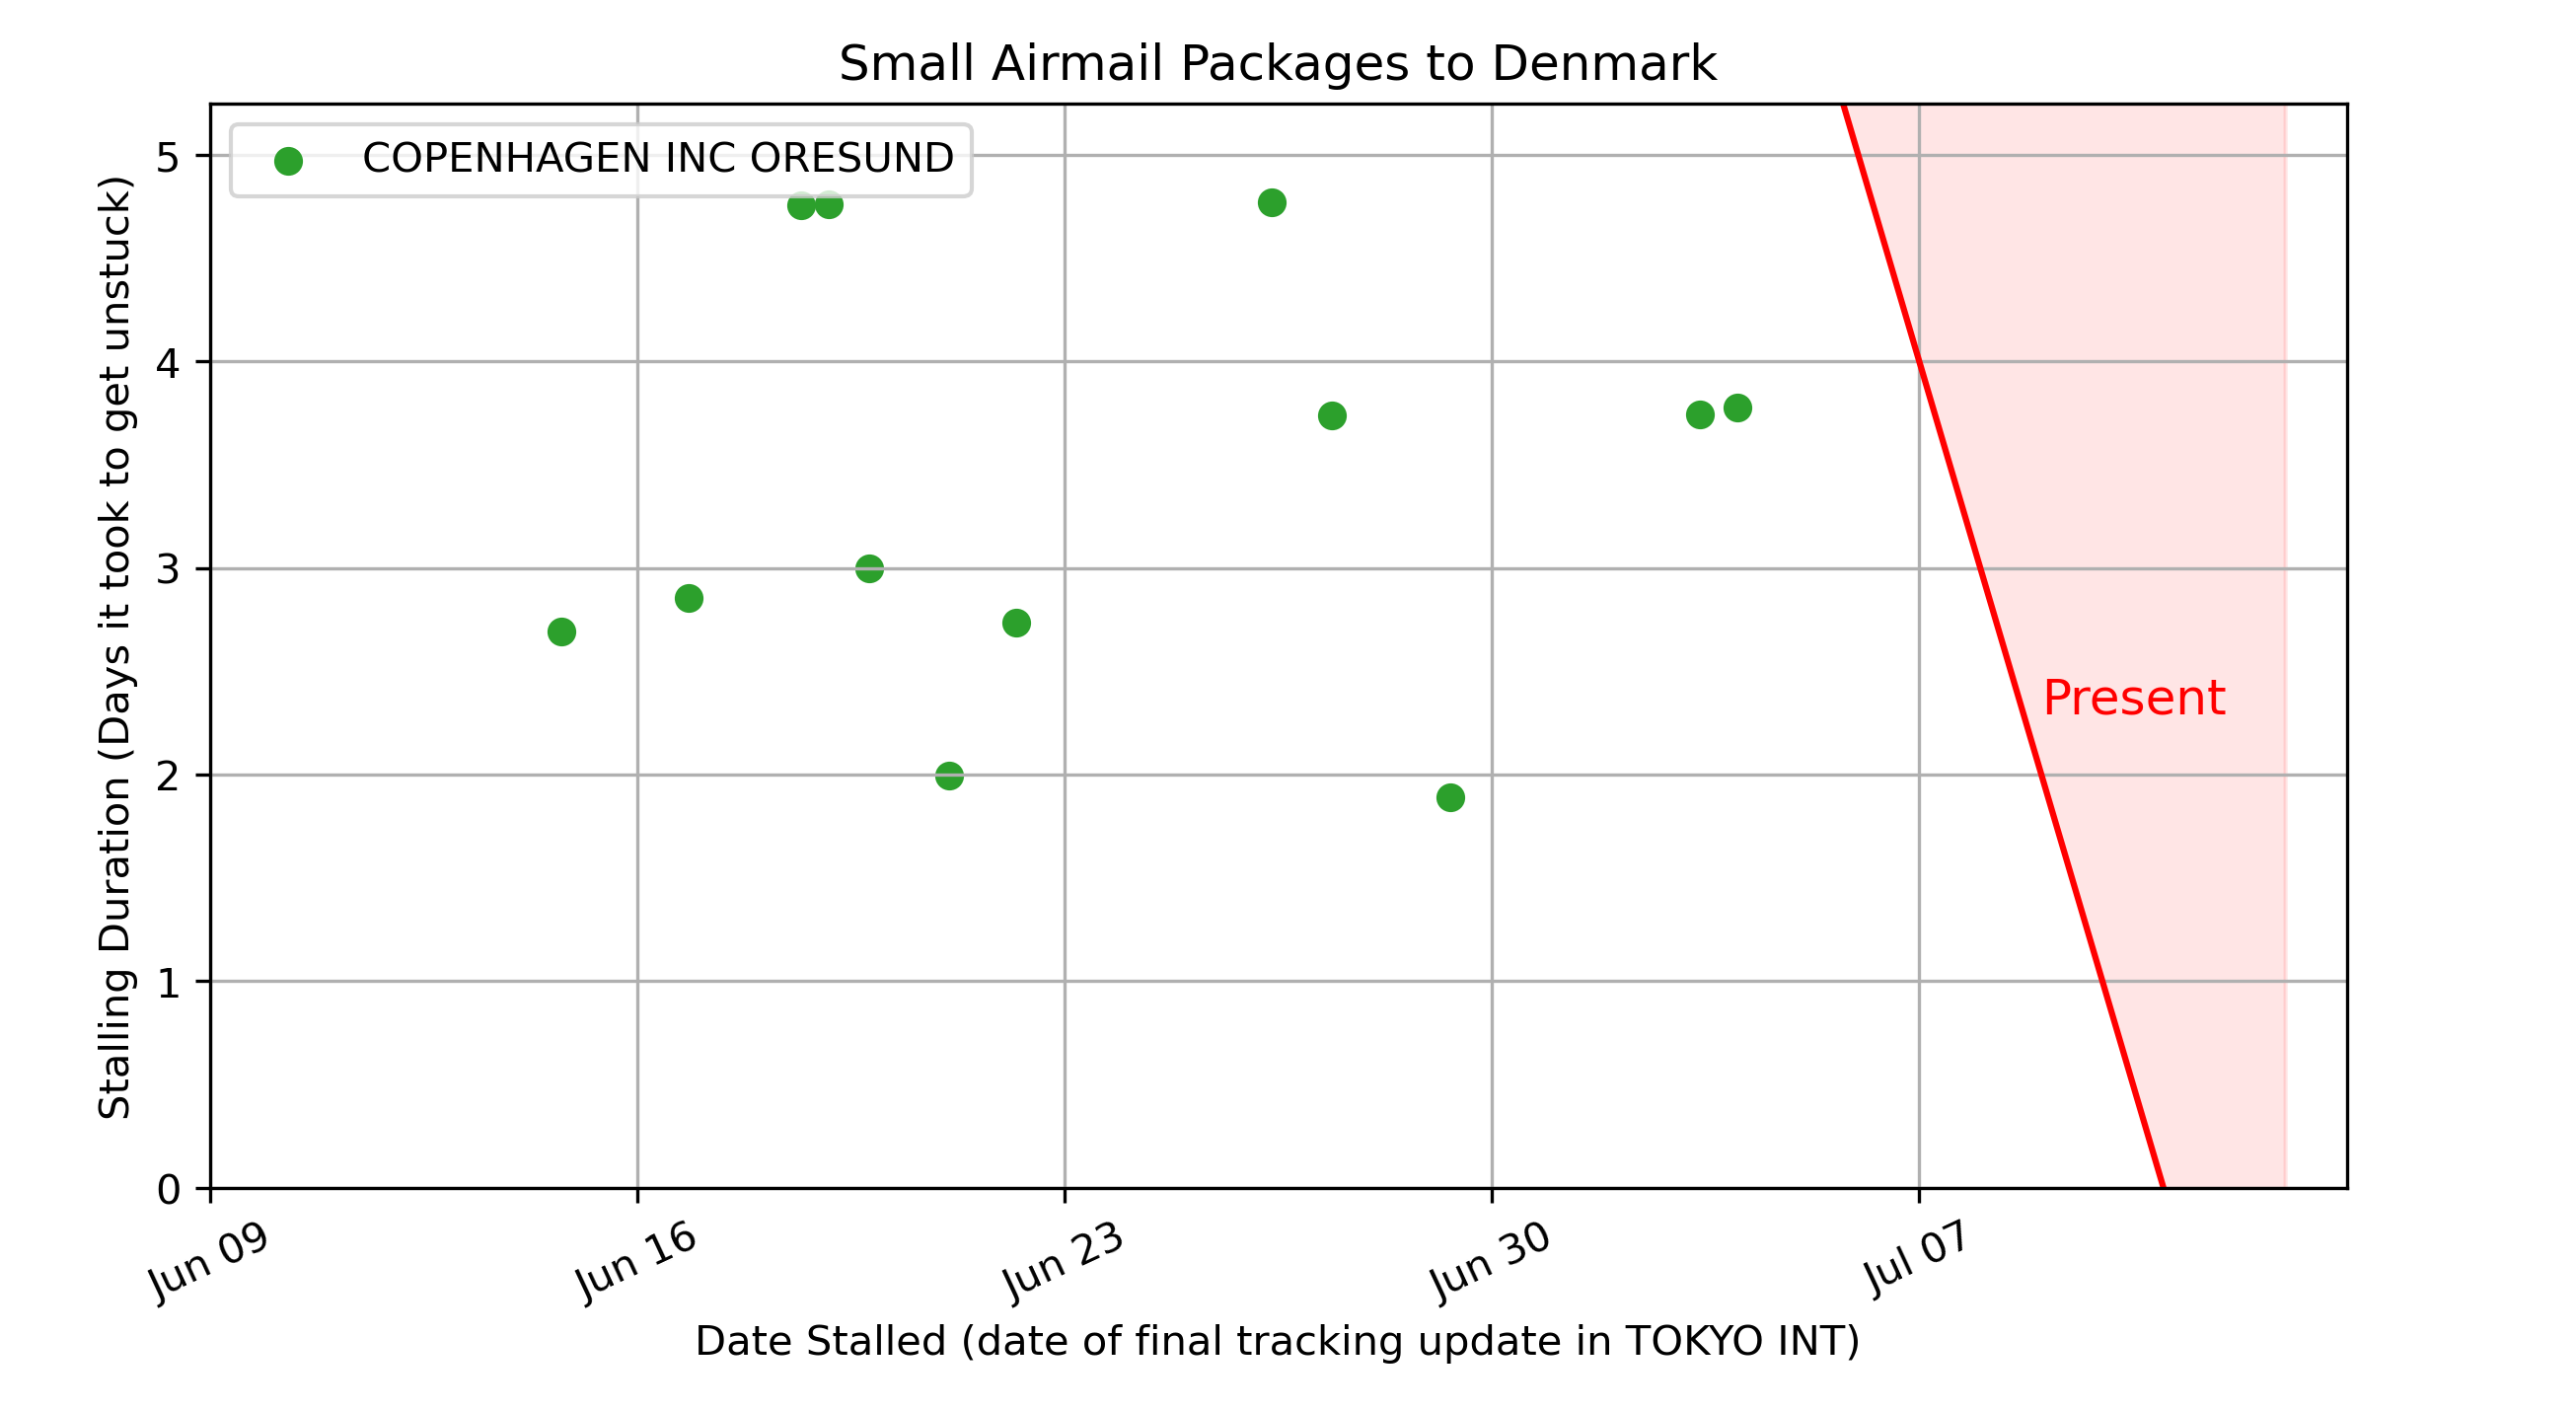 Small Airmail Packages to Denmark
COPENHAGEN INC ORESUND
Stalling Duration (Days it took to get unstuck)
5
4
3
2
1
0
Present
Jun 09
Jun 16
Jun 23
Jun 30
Jul 07
Date Stalled (date of final tracking update in TOKYO INT)